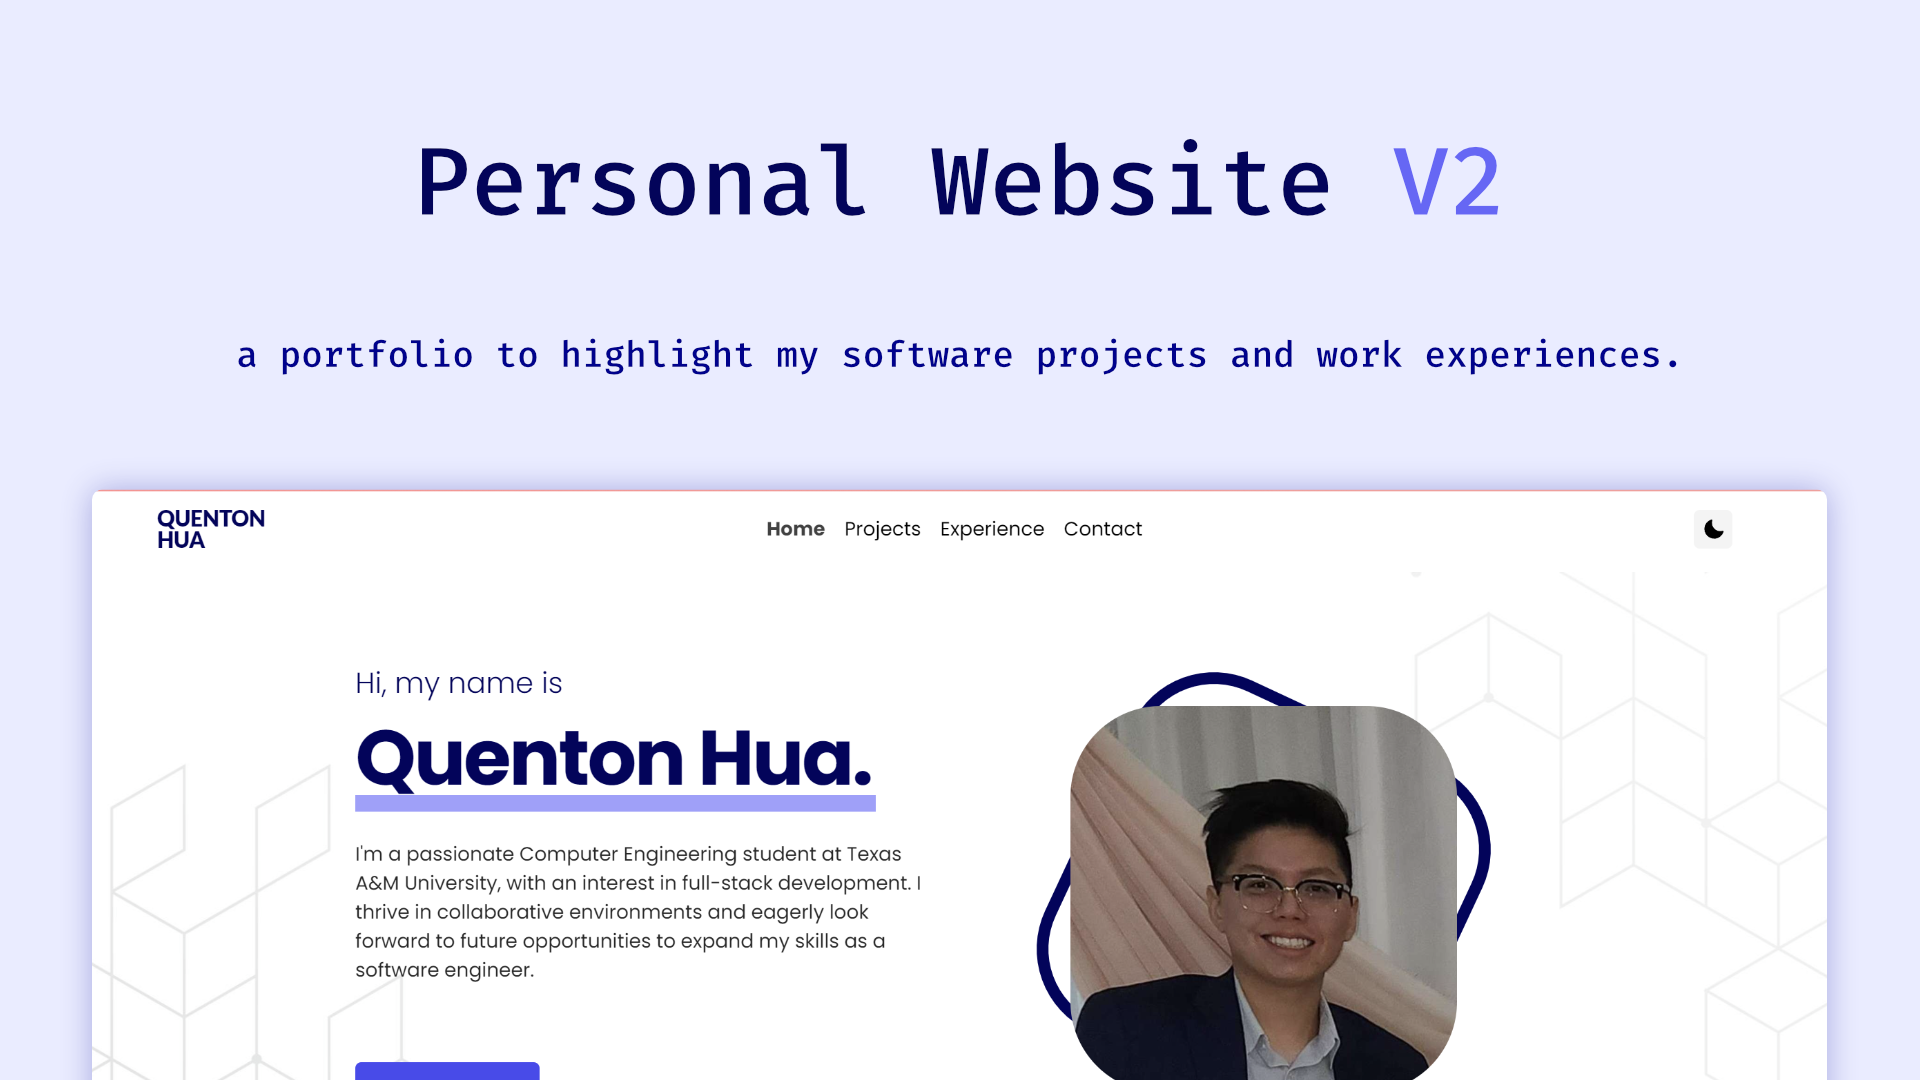 Personal Website V2
a portfolio to highlight my software projects and work experiences.
QUENTON
HUA
Home Projects Experience Contact
Hi, my name is
Quenton Hua.
I'm a passionate Computer Engineering student at Texas
A&M University, with an interest in full-stack development. I
thrive in collaborative environments and eagerly look
forward to future opportunities to expand my skills as a
software engineer.